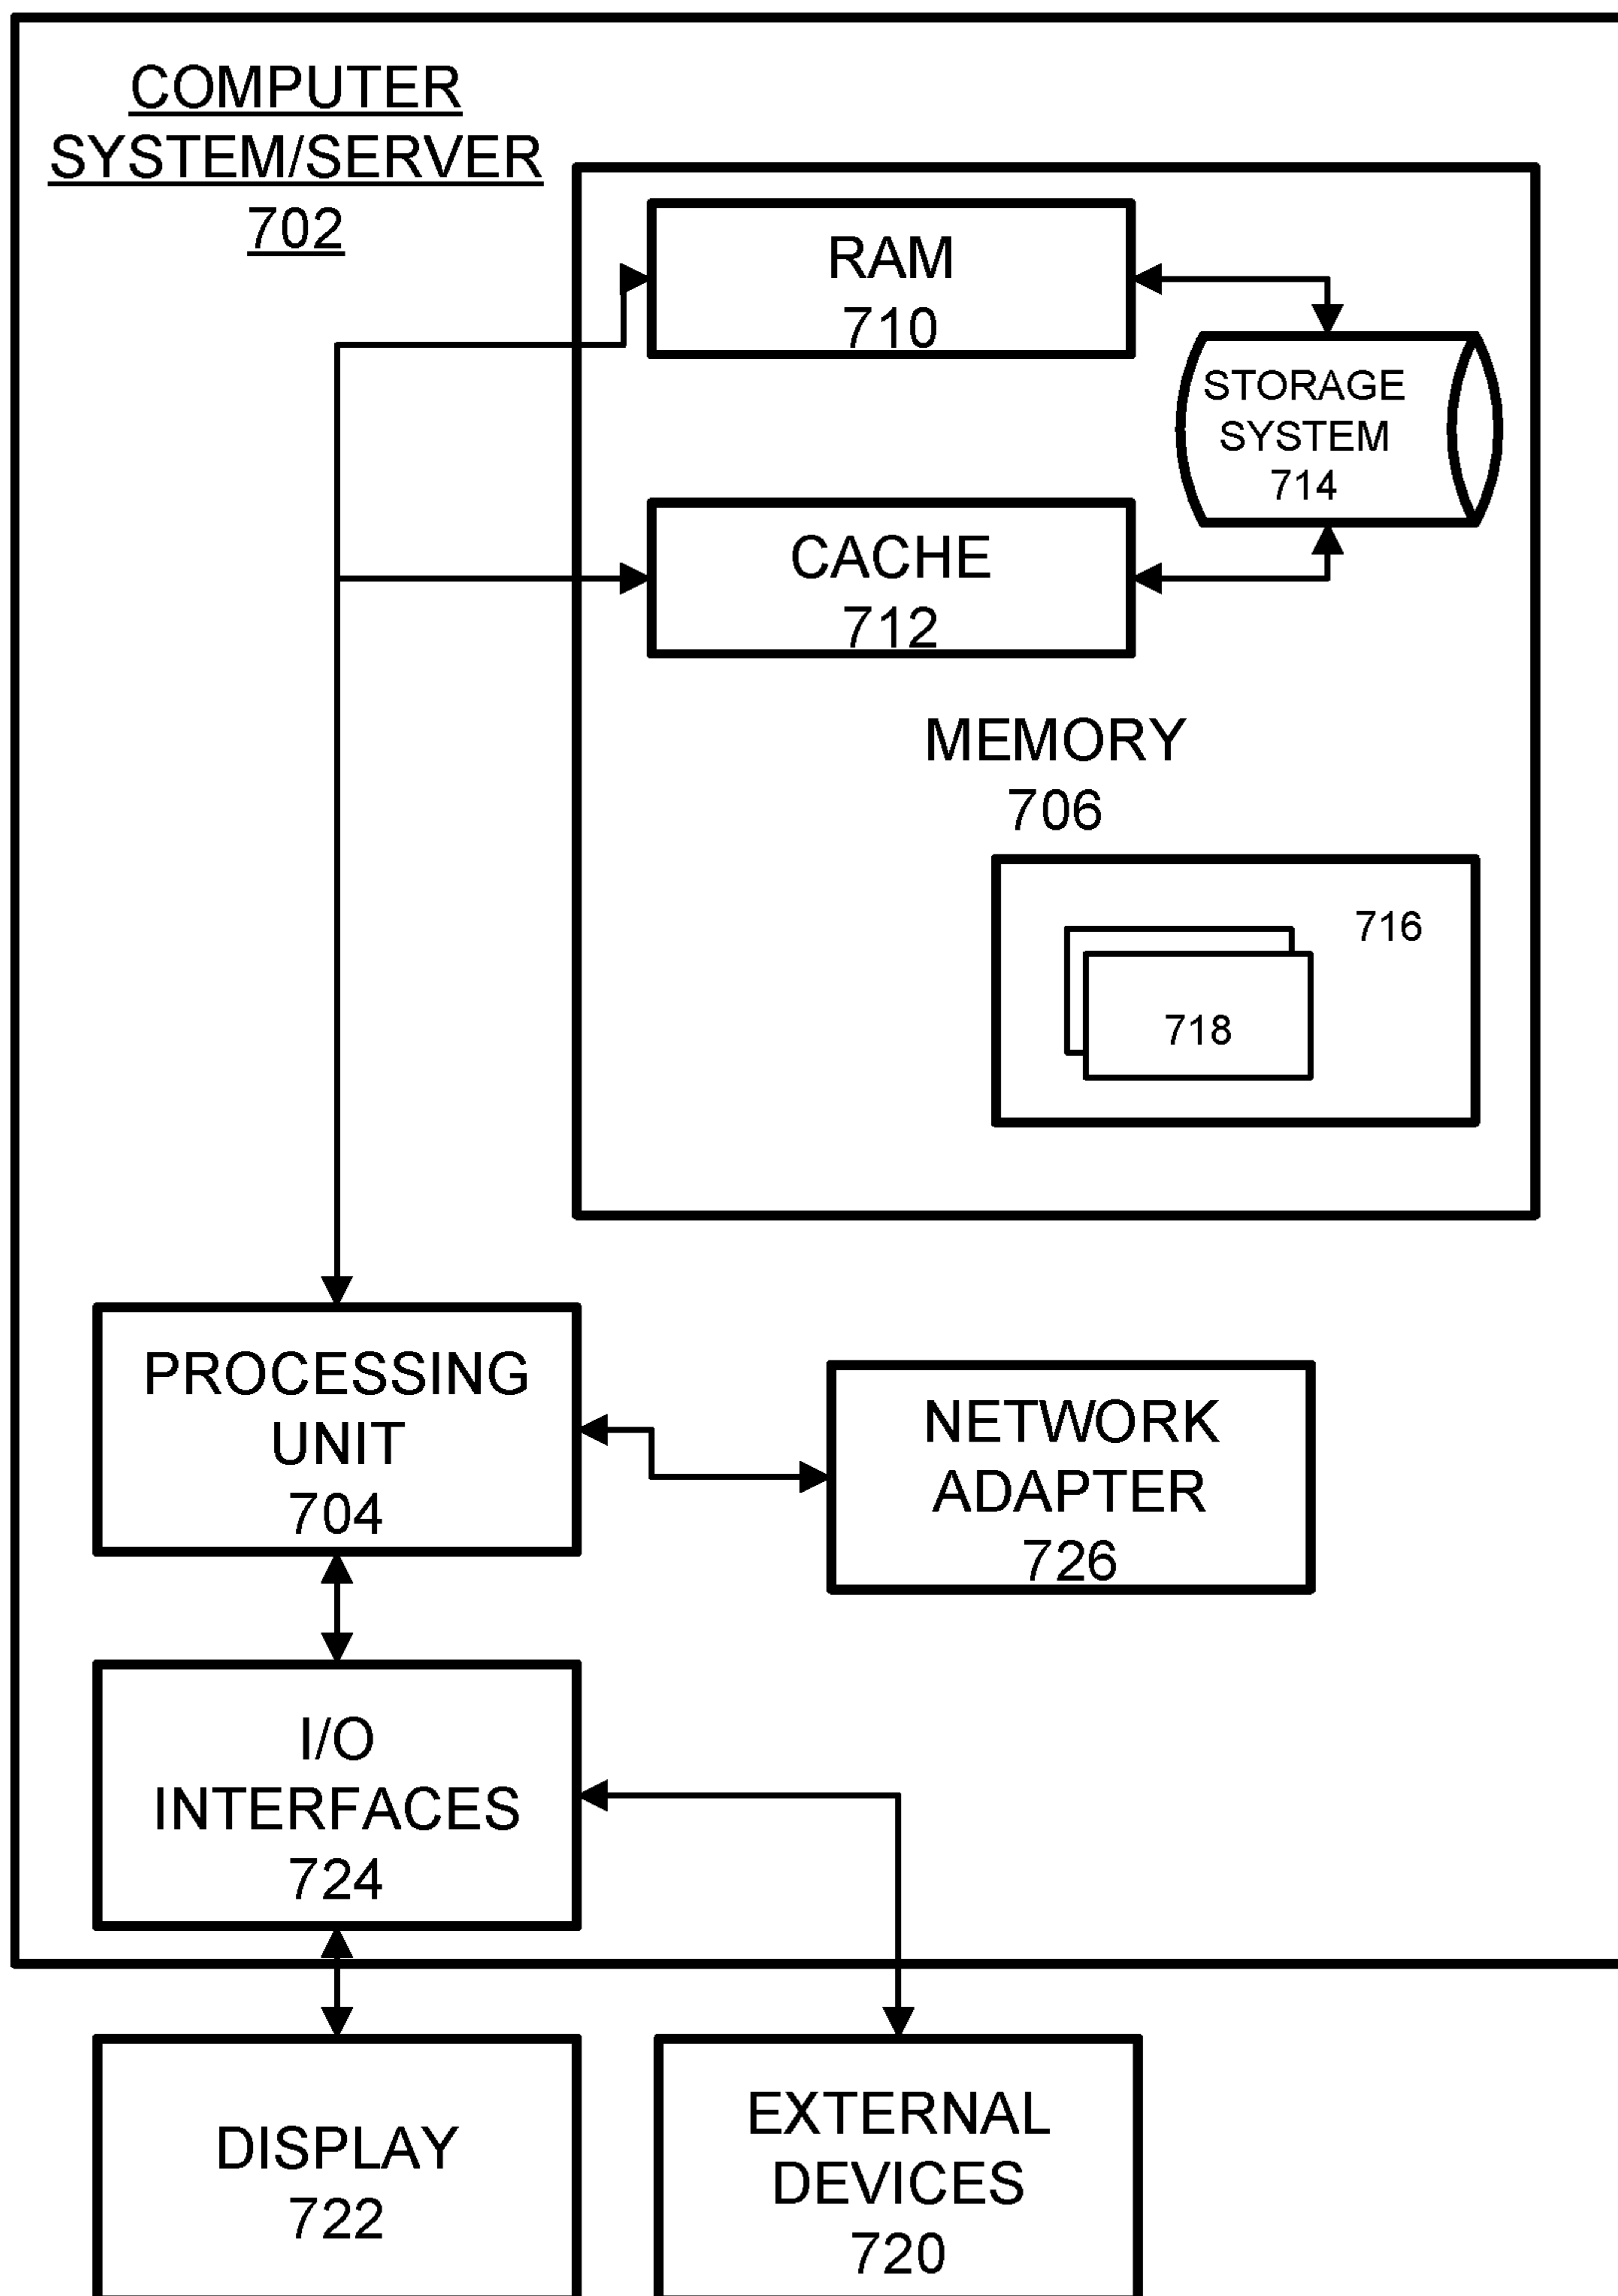 COMPUTER
SYSTEM/SERVER
702
RAM
710
STORAGE
SYSTEM
714
CACHE
712
MEMORY
706
716
718
PROCESSING
UNIT
704
NETWORK
ADAPTER
726
I/O
INTERFACES
724
DISPLAY
722
EXTERNAL
DEVICES
720